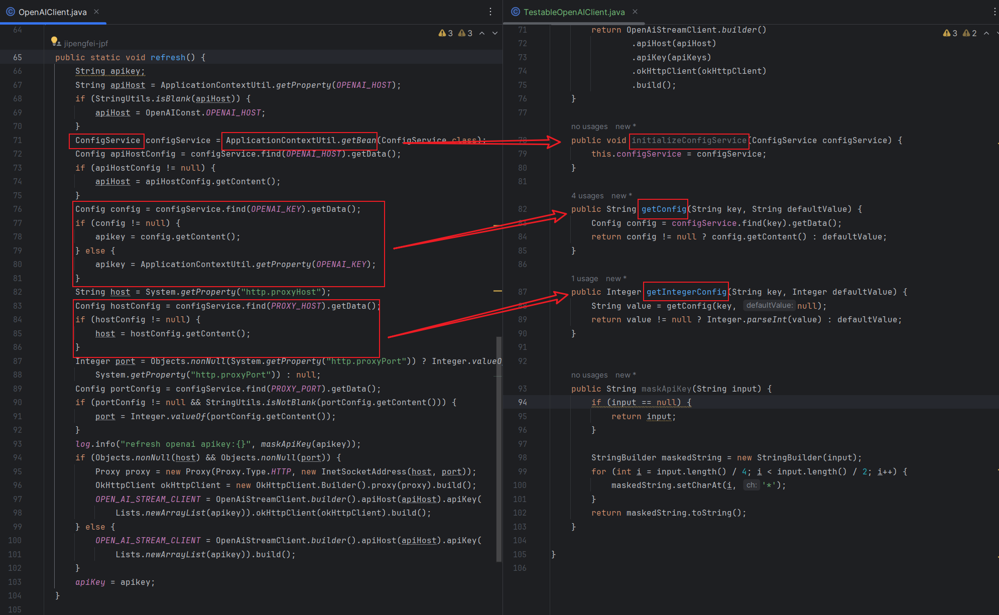 OpenAIClient.java
64
3 3
jipengfei-jpf
65 public static void refresh() {
66 String apikey;
67 String apiHost = ApplicationContextUtil.getProperty(OPENAI_HOST);
68 if (StringUtils.isBlank(apiHost)) {
69 apiHost = OpenAIConst.OPENAI_HOST;
70 }
71 ConfigService configService = ApplicationContextUtil.getBean(ConfigService.class);
72 Config apiHostConfig = configService.find(OPENAI_HOST).getData();
73 if (apiHostConfig != null) {
74 apiHost = apiHostConfig.getContent();
75 }
76 Config config = configService.find(OPENAI_KEY).getData();
77 if (config != null) {
78 apikey = config.getContent();
79 } else {
80 apikey = ApplicationContextUtil.getProperty(OPENAI_KEY);
81 }
82 String host = System.getProperty("http.proxyHost");
83 Config hostConfig = configService.find(PROXY_HOST).getData();
84 if (hostConfig != null) {
85 host = hostConfig.getContent();
86 }
87 Integer port = Objects.nonNull(System.getProperty("http.proxyPort")) ? Integer.valueO
88 System.getProperty("http.proxyPort")) : null;
89 Config portConfig = configService.find(PROXY_PORT).getData();
90 if (portConfig != null && StringUtils.isNotBlank(portConfig.getContent())) {
91 port = Integer.valueOf(portConfig.getContent());
92 }
93 log.info("refresh openai apikey:{}", maskApiKey(apikey));
94 if (Objects.nonNull(host) && Objects.nonNull(port)) {
95 Proxy proxy = new Proxy(Proxy.Type.HTTP, new InetSocketAddress(host, port));
96 OkHttpClient okHttpClient = new OkHttpClient.Builder().proxy(proxy).build();
97 OPEN_AI_STREAM_CLIENT = OpenAiStreamClient.builder().apiHost(apiHost).apiKey(
98 Lists.newArrayList(apikey)).okHttpClient(okHttpClient).build();
99 } else {
100 OPEN_AI_STREAM_CLIENT = OpenAiStreamClient.builder().apiHost(apiHost).apiKey(
101 Lists.newArrayList(apikey)).build();
102 }
103 apiKey = apikey;
104 }
105
TestableOpenAIClient.java
3 2
71 return OpenAiStreamClient.builder()
72 .apiHost(apiHost)
73 .apiKey(apiKeys)
74 .okHttpClient(okHttpClient)
75 .build();
76 }
77
no usages new *
78 public void initializeConfigService(ConfigService configService) {
79 this.configService = configService;
80 }
81
4 usages new *
82 public String getConfig(String key, String defaultValue) {
83 Config config = configService.find(key).getData();
84 return config != null ? config.getContent() : defaultValue;
85 }
86
1 usage new *
87 public Integer getIntegerConfig(String key, Integer defaultValue) {
88 String value = getConfig(key, defaultValue: null);
89 return value != null ? Integer.parseInt(value) : defaultValue;
90 }
91
92
no usages new *
93 public String maskApiKey(String input) {
94 if (input == null) {
95 return input;
96 }
97
98 StringBuilder maskedString = new StringBuilder(input);
99 for (int i = input.length() / 4; i < input.length() / 2; i++) {
100 maskedString.setCharAt(i, ch: '*');
101 }
102 return maskedString.toString();
103 }
104
105 }
106